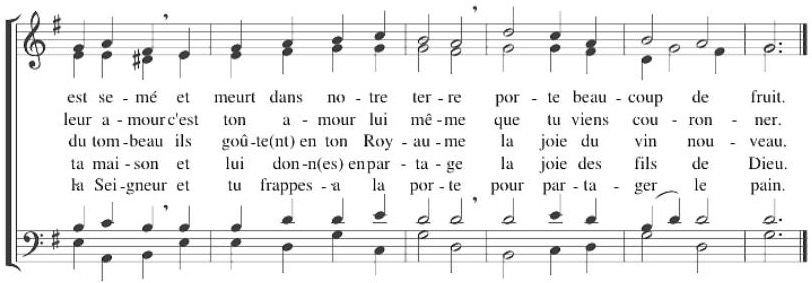 est se - mé et meurt dans no - tre ter - re por - te beau - coup de fruit.
leur a - mour c'est ton a - mour lui mê - me que tu viens cou - ron - ner.
du tom - beau ils goû - te(nt) en ton Roy - au - me la joie du vin nou - veau.
ta mai - son et lui don - n(es) en par - ta - ge la joie des fils de Dieu.
la Sei - gneur et tu frappes - a la por - te pour par - ta - ger le pain.